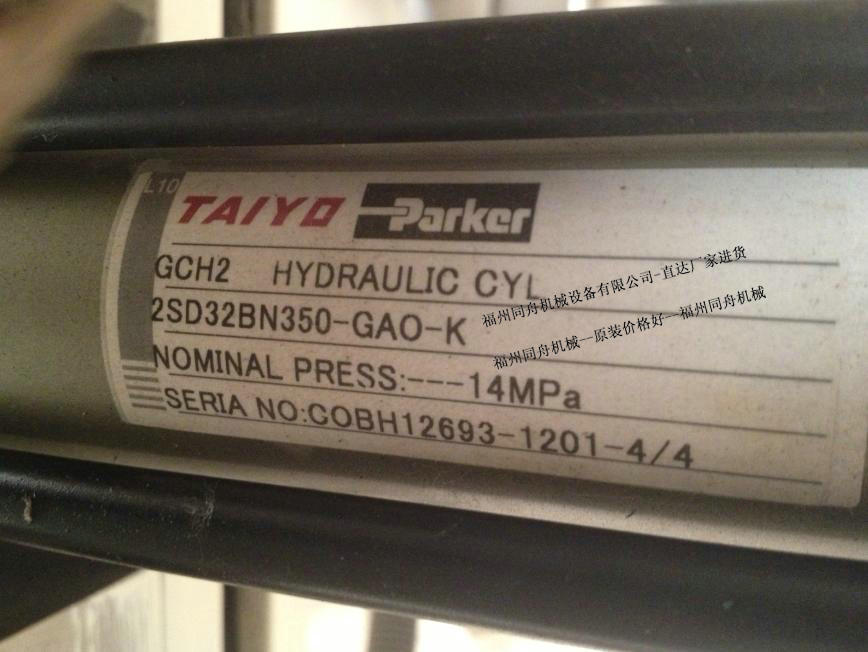 L10
TAIYO Parker
GCH2 HYDRAULIC CYL
2SD32BN350-GAO-K
NOMINAL PRESS:---14MPa
SERIA NO:COBH12693-1201-4/4
福州同舟机械设备有限公司-直达厂家进货
福州同舟机械--原装价格好--福州同舟机械